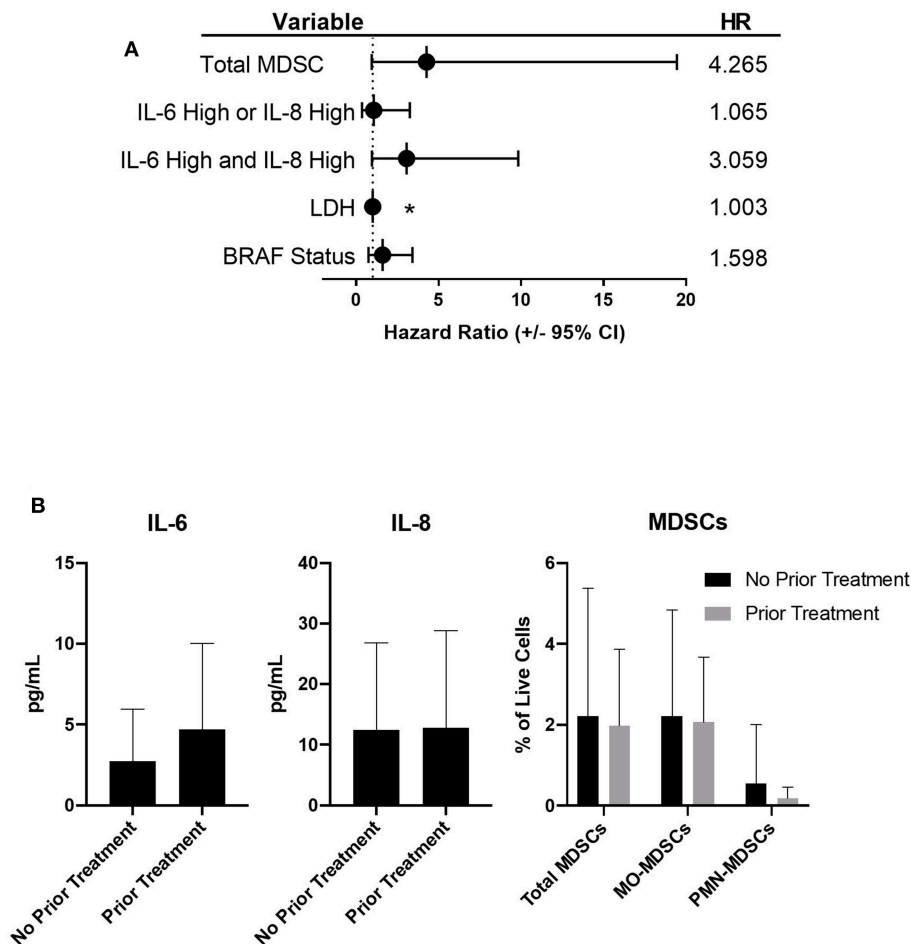 Variable HR
A
Total MDSC 4.265
IL-6 High or IL-8 High 1.065
IL-6 High and IL-8 High 3.059
LDH * 1.003
BRAF Status 1.598
0 5 10 15 20
Hazard Ratio (+/- 95% CI)
B
IL-6
15
10
5
0
pg/mL
No Prior Treatment
Prior Treatment
IL-8
40
30
20
10
0
pg/mL
No Prior Treatment
Prior Treatment
MDSCs
6
4
2
0
% of Live Cells
No Prior Treatment
Prior Treatment
Total MDSCs
MO-MDSCs
PMN-MDSCs